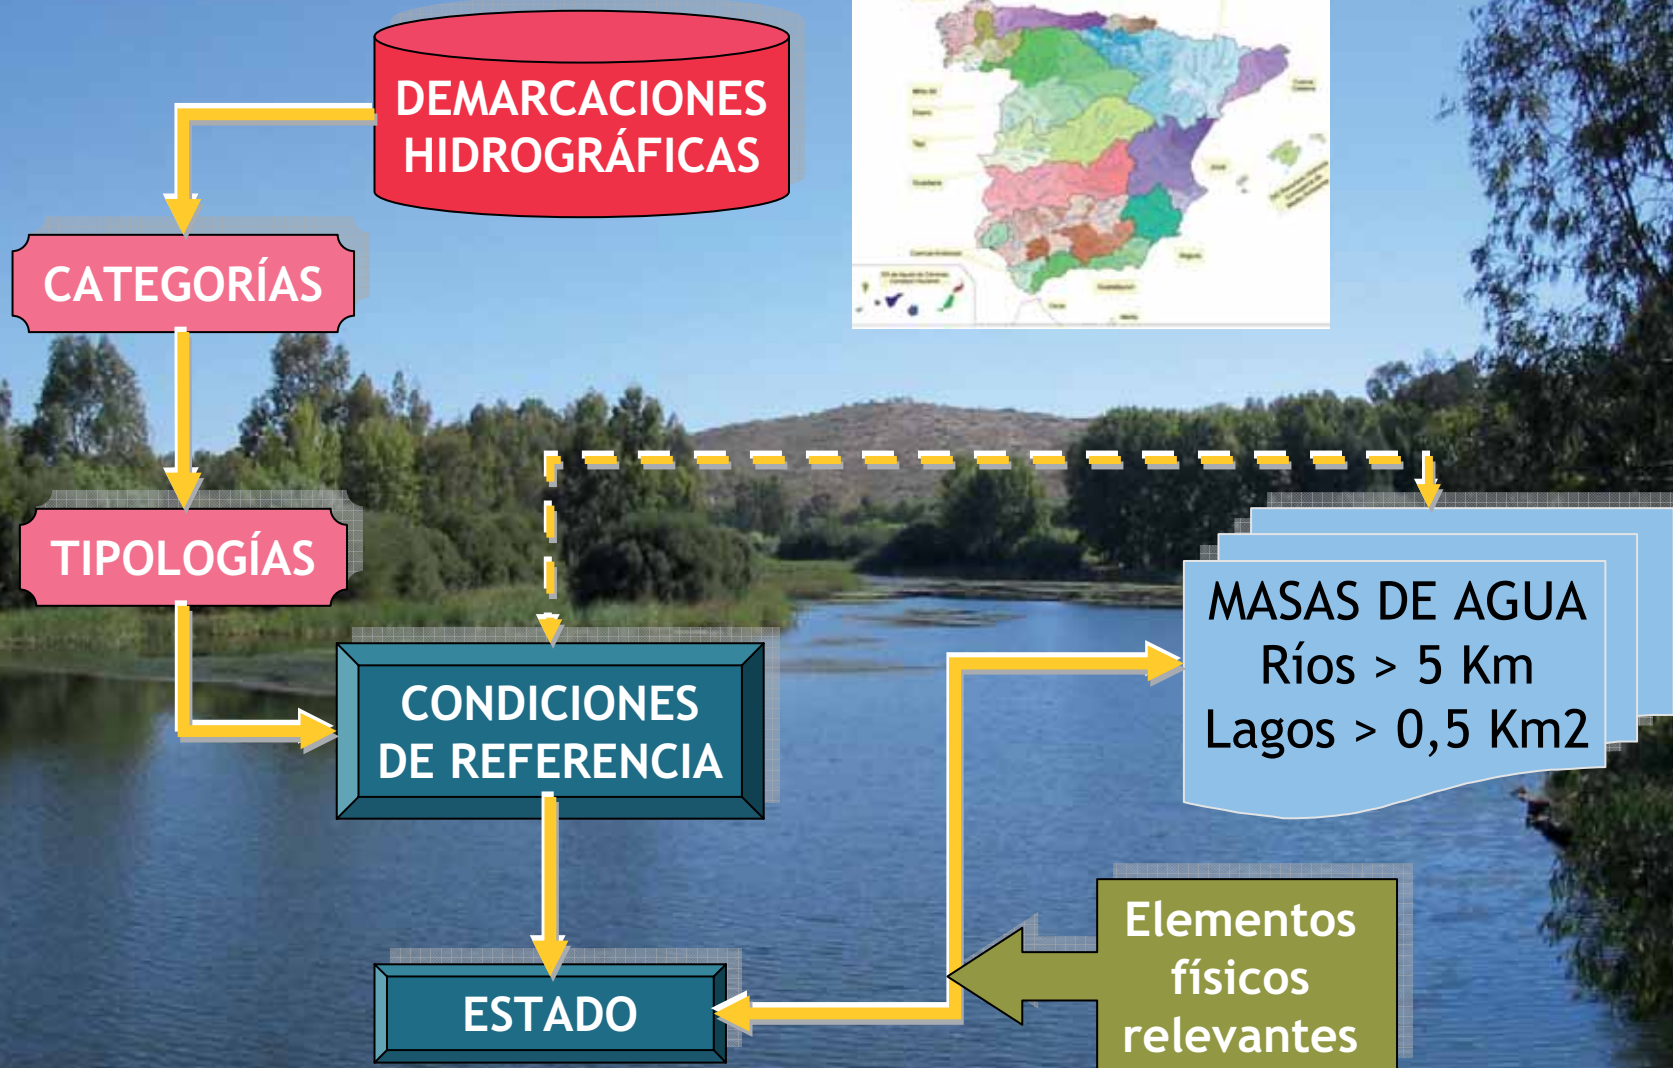 DEMARCACIONES
HIDROGRÁFICAS
CATEGORÍAS
TIPOLOGÍAS
CONDICIONES
DE REFERENCIA
MASAS DE AGUA
Ríos > 5 Km
Lagos > 0,5 Km2
Elementos
físicos
relevantes
ESTADO